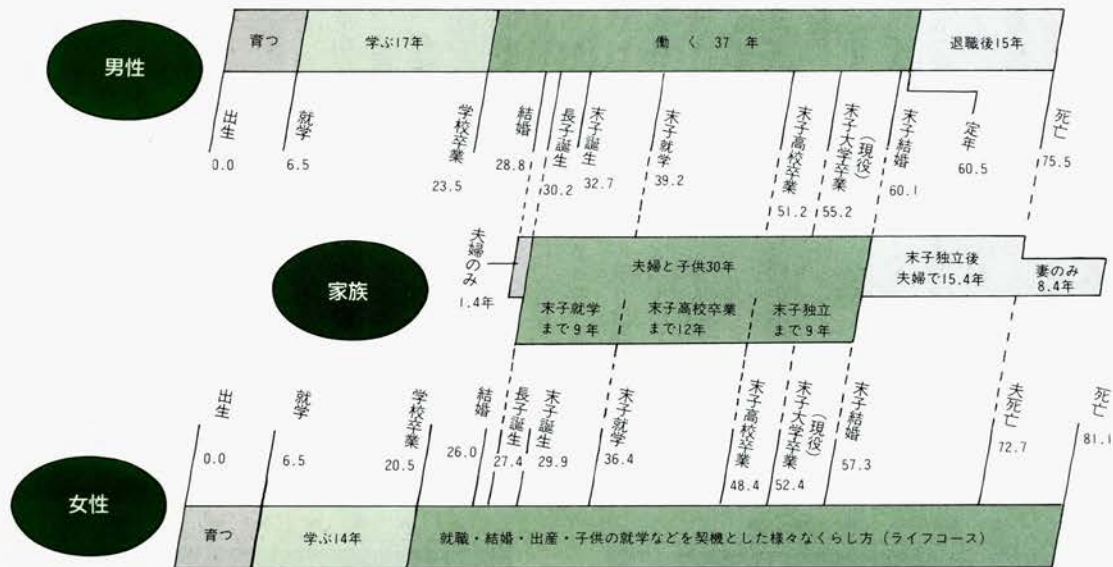 男性
育つ
学ぶ17年
働く 37 年
退職後15年
出生
0.0
就学
6.5
学校卒業
23.5
結婚
28.8
長子誕生
30.2
末子誕生
32.7
末子就学
39.2
末子高校卒業
51.2
末子大学卒業
(現役)
55.2
末子結婚
60.1
定年
60.5
死亡
75.5
家族
夫婦のみ
1.4年
夫婦と子供30年
末子就学
まで9年
末子高校卒業
まで12年
末子独立
まで9年
末子独立後
夫婦で15.4年
妻のみ
8.4年
出生
0.0
就学
6.5
学校卒業
20.5
結婚
26.0
長子誕生
27.4
末子誕生
29.9
末子就学
36.4
末子高校卒業
48.4
末子大学卒業
(現役)
52.4
末子結婚
57.3
夫死亡
72.7
死亡
81.1
女性
育つ
学ぶ14年
就職・結婚・出産・子供の就学などを契機とした様々なくらし方(ライフコース)